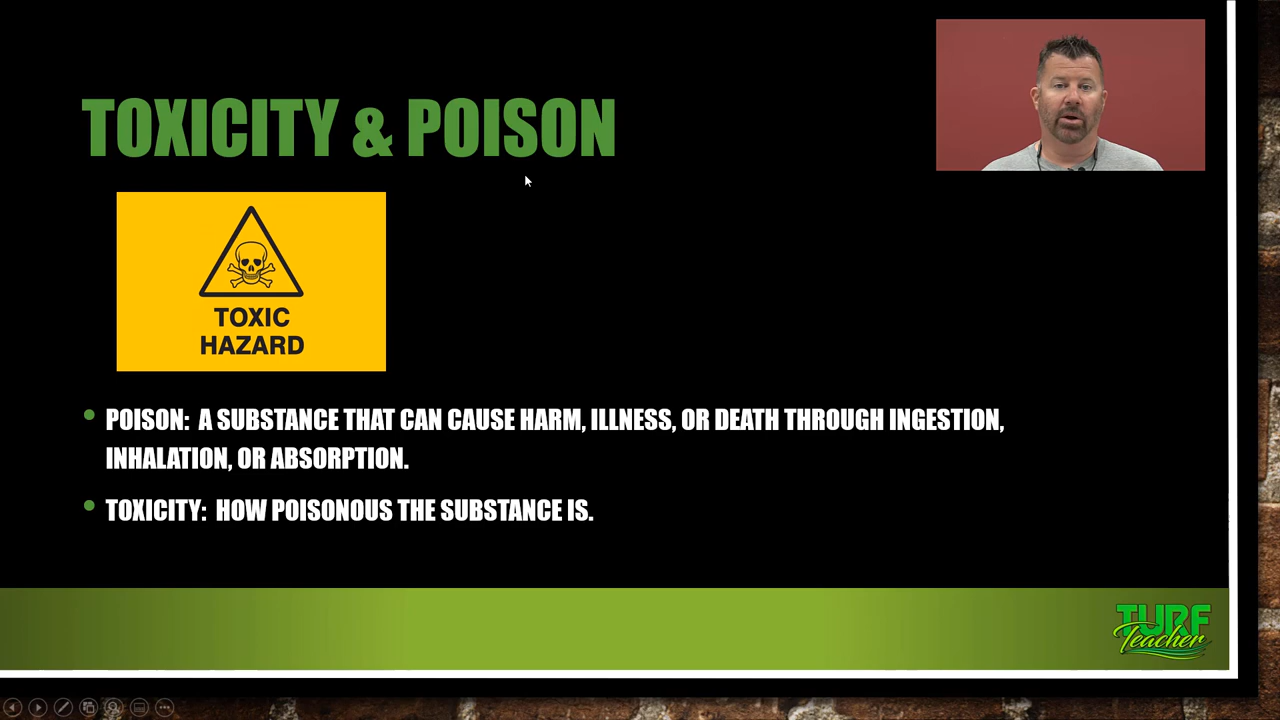 TOXICITY & POISON
TOXIC
HAZARD
POISON:  A SUBSTANCE THAT CAN CAUSE HARM, ILLNESS, OR DEATH THROUGH INGESTION,
INHALATION, OR ABSORPTION.
TOXICITY:  HOW POISONOUS THE SUBSTANCE IS.
TURF
Teacher